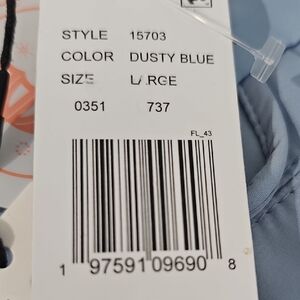 STYLE 15703
COLOR DUSTY BLUE
SIZE LARGE
0351 737
FL_43
1 97591 09690 8